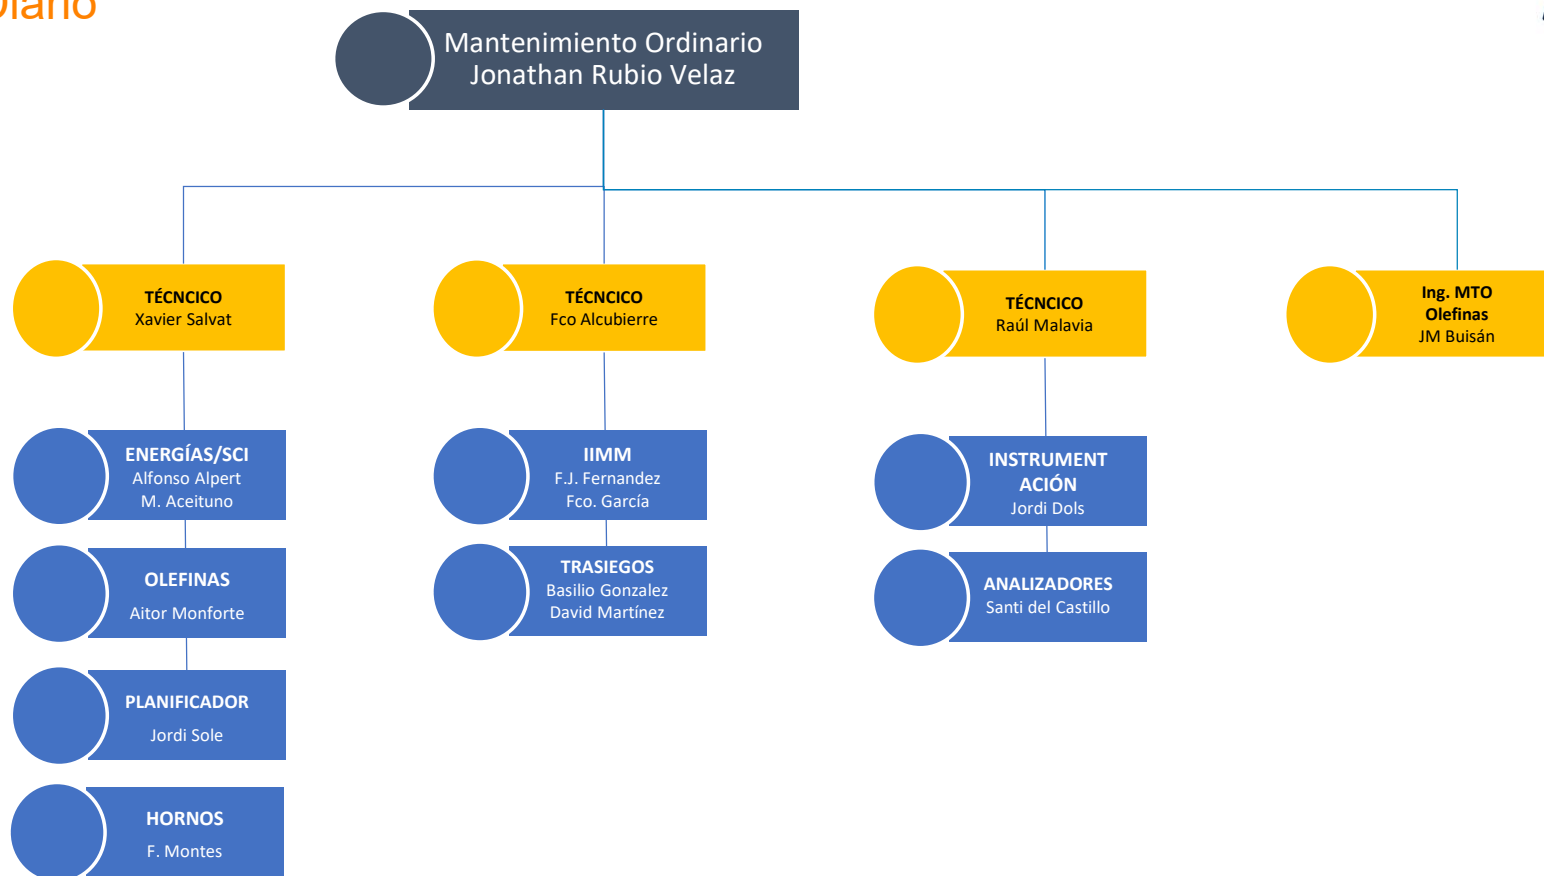 Diario
Mantenimiento Ordinario
Jonathan Rubio Velaz
TÉCNCICO
Xavier Salvat
TÉCNCICO
Fco Alcubierre
TÉCNCICO
Raúl Malavia
Ing. MTO
Olefinas
JM Buisán
ENERGÍAS/SCI
Alfonso Alpert
M. Aceituno
IIMM
F.J. Fernandez
Fco. García
INSTRUMENT
ACIÓN
Jordi Dols
OLEFINAS
Aitor Monforte
TRASIEGOS
Basilio Gonzalez
David Martínez
ANALIZADORES
Santi del Castillo
PLANIFICADOR
Jordi Sole
HORNOS
F. Montes